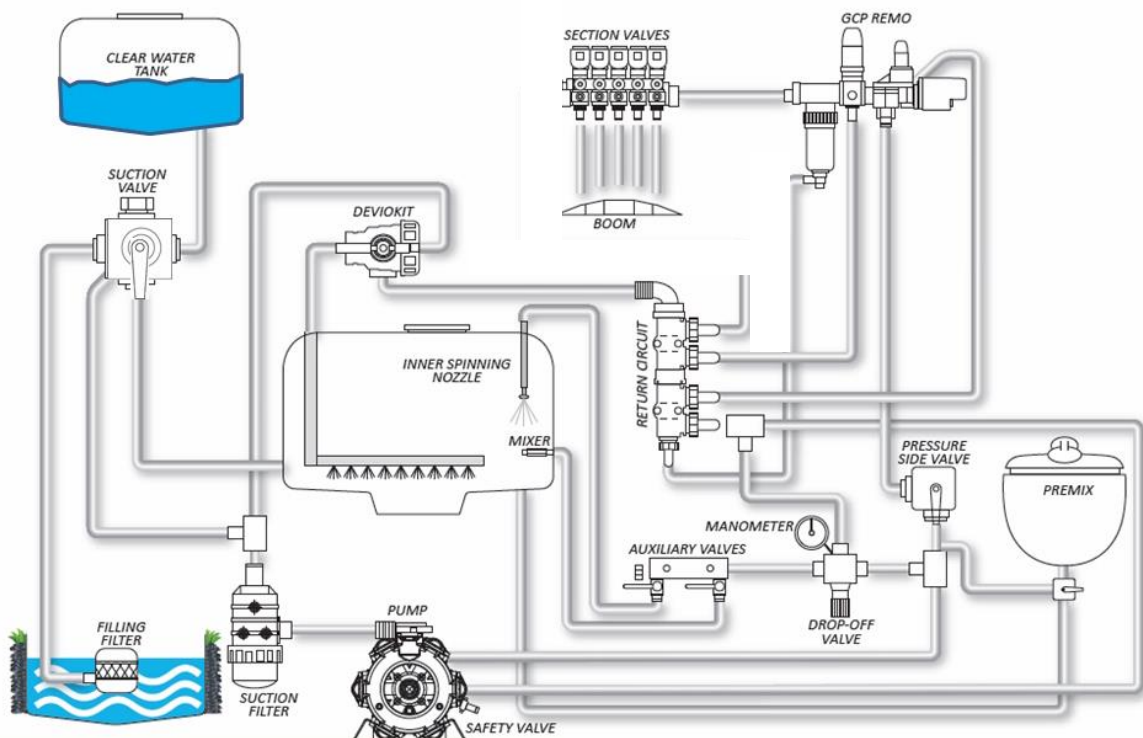 CLEAR WATER
TANK
SECTION VALVES
GCP REMO
SUCTION
VALVE
DEVIOKIT
BOOM
INNER SPINNING
NOZZLE
RETURN CIRCUIT
MIXER
PRESSURE
SIDE VALVE
PREMIX
MANOMETER
AUXILIARY VALVES
FILLING
FILTER
PUMP
DROP-OFF
VALVE
SUCTION
FILTER
SAFETY VALVE